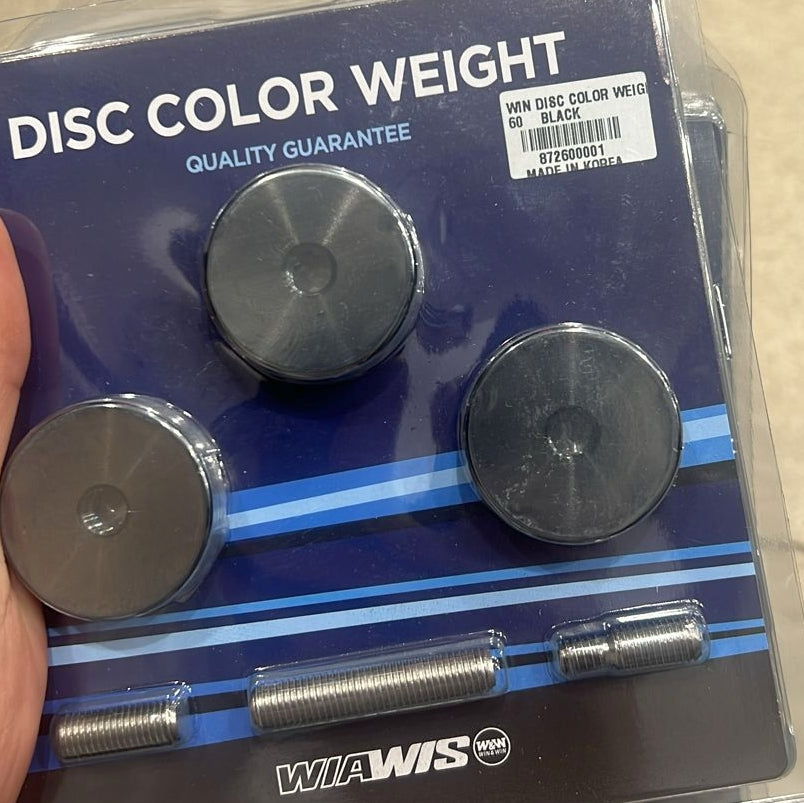 DISC COLOR WEIGHT
QUALITY GUARANTEE
WIN DISC COLOR WEIG
60 BLACK
872600001
MADE IN KOREA
WIAWIS
W&W
WIN&WIN